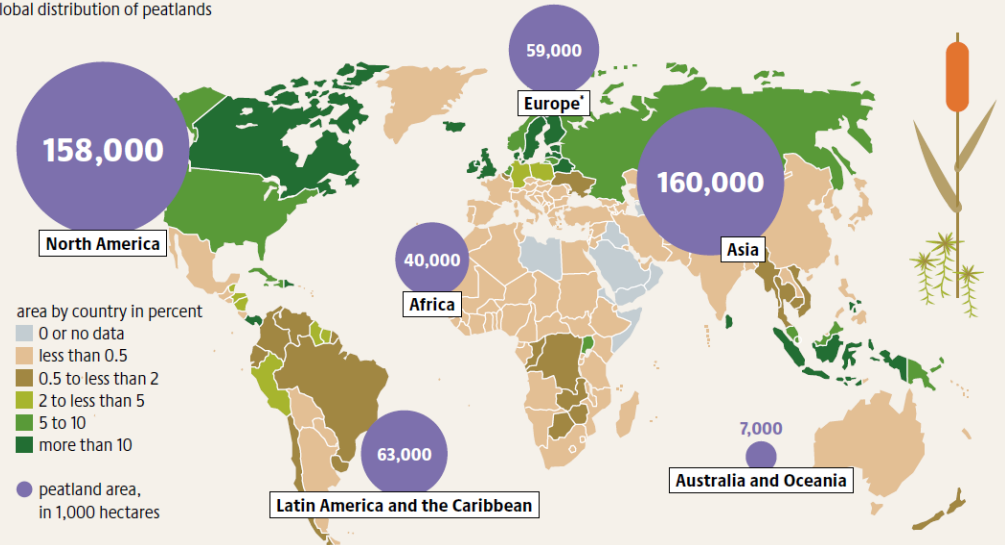 lobal distribution of peatlands
59,000
Europe*
158,000
North America
160,000
Asia
40,000
Africa
area by country in percent
0 or no data
less than 0.5
0.5 to less than 2
2 to less than 5
5 to 10
more than 10
peatland area,
in 1,000 hectares
63,000
Latin America and the Caribbean
7,000
Australia and Oceania